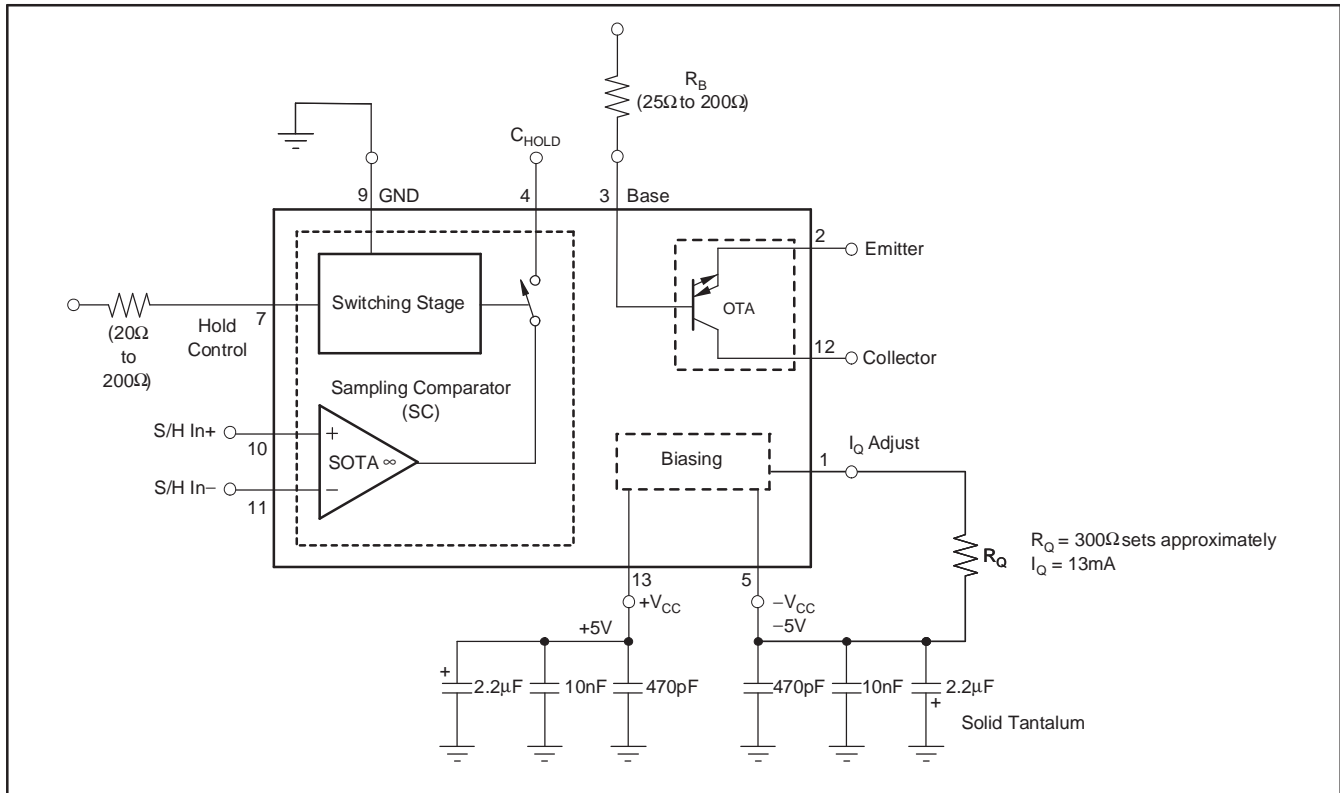 R_B
(25Ω to 200Ω)
C_HOLD
9 GND
4
3 Base
2
Emitter
Switching Stage
OTA
7
Hold
Control
(20Ω
to
200Ω)
12
Collector
Sampling Comparator
(SC)
S/H In+
10
+
SOTA ∞
−
S/H In−
11
Biasing
1
I_Q Adjust
R_Q
R_Q = 300Ω sets approximately
I_Q = 13mA
13
5
+V_CC
−V_CC
+5V
−5V
+
2.2μF
10nF
470pF
470pF
10nF
2.2μF
+
Solid Tantalum